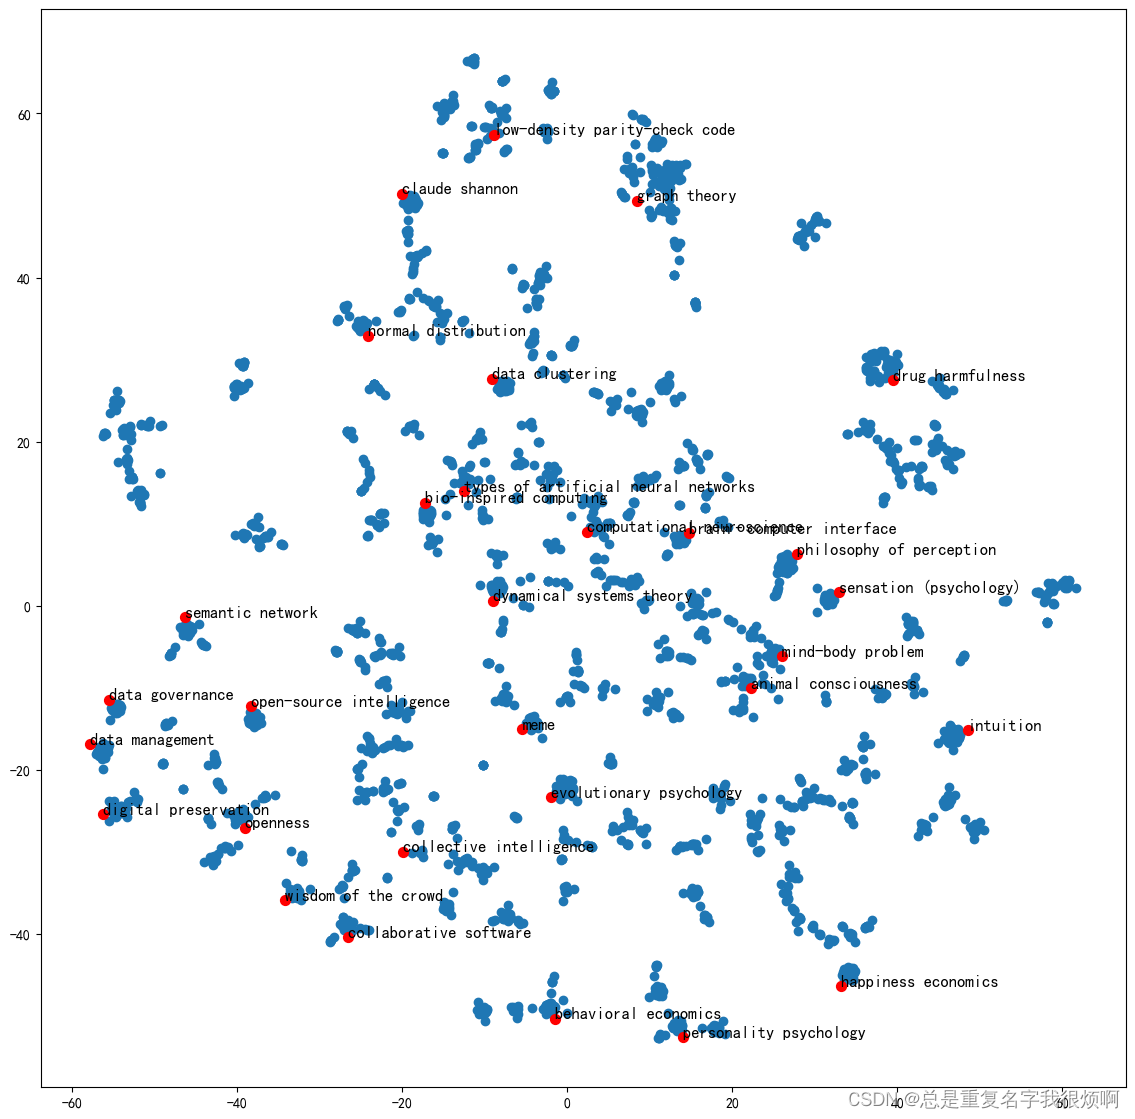 60
low-density parity-check code
claude shannon
graph theory
40
normal distribution
data clustering
drug harmfulness
20
types of artificial neural networks
bio-inspired computing
computational neuroscience
brain–computer interface
philosophy of perception
sensation (psychology)
0
dynamical systems theory
semantic network
mind-body problem
animal consciousness
data governance
open-source intelligence
meme
intuition
data management
−20
evolutionary psychology
digital preservation
openness
collective intelligence
wisdom of the crowd
−40
collaborative software
happiness economics
behavioral economics
personality psychology
−60 −40 −20 0 20 40 60
CSDN @总是重复名字我很烦啊